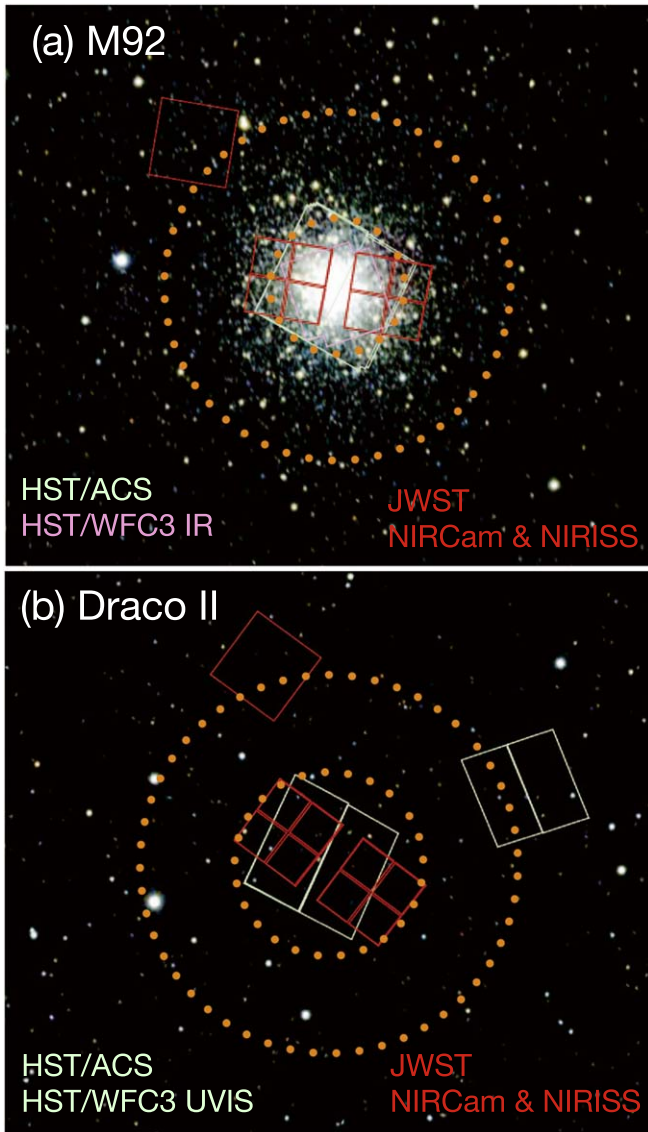 (a) M92
HST/ACS
HST/WFC3 IR
JWST
NIRCam & NIRISS
(b) Draco II
HST/ACS
HST/WFC3 UVIS
JWST
NIRCam & NIRISS